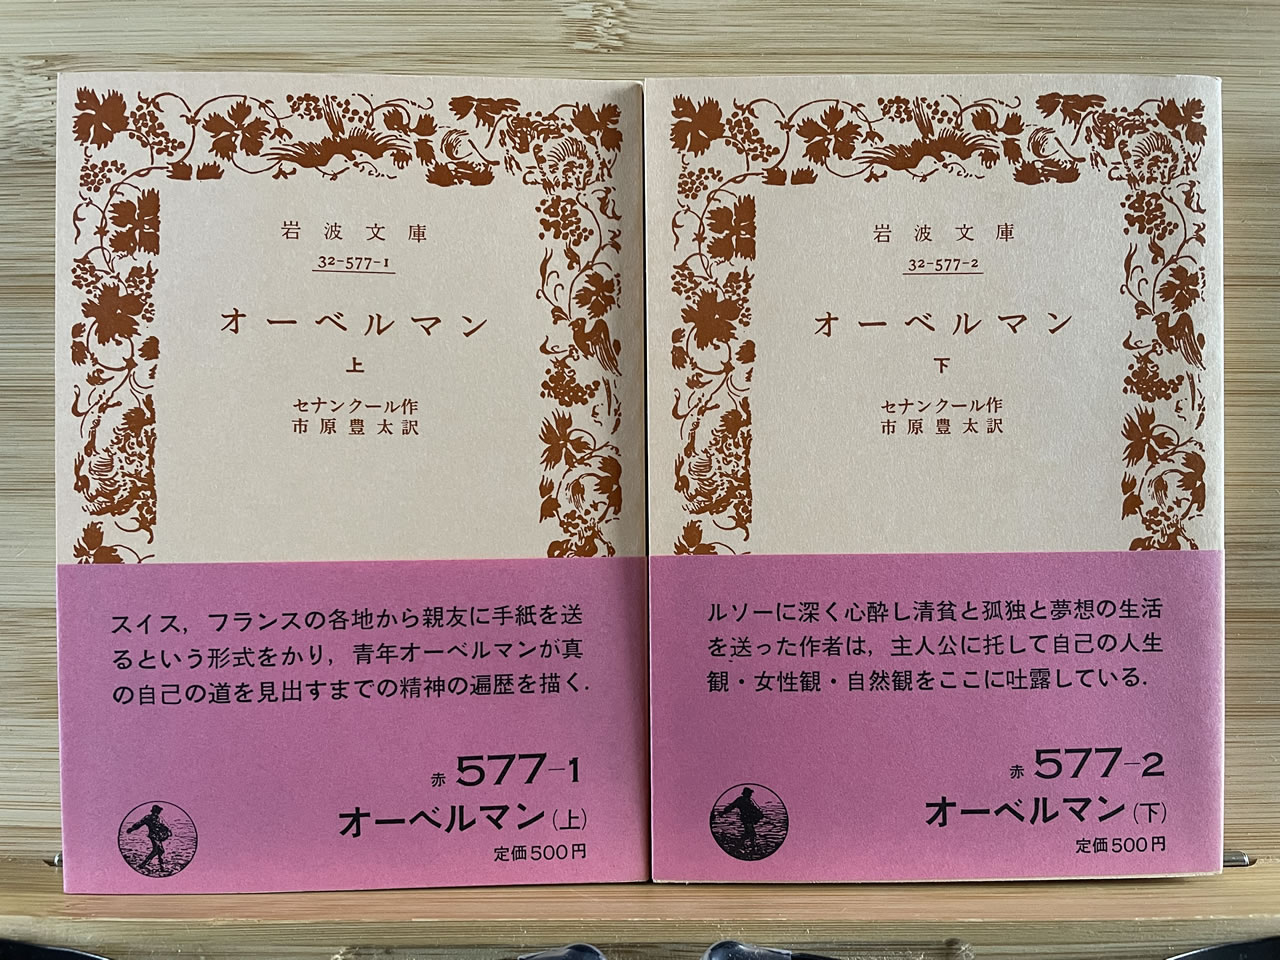 岩波文庫
32-577-1
オーベルマン
上
セナンクール作
市原豊太訳
スイス，フランスの各地から親友に手紙を送
るという形式をかり，青年オーベルマンが真
の自己の道を見出すまでの精神の遍歴を描く．
赤 577-1
オーベルマン（上）
定価500円
岩波文庫
32-577-2
オーベルマン
下
セナンクール作
市原豊太訳
ルソーに深く心酔し清貧と孤独と夢想の生活
を送った作者は，主人公に托して自己の人生
観・女性観・自然観をここに吐露している．
赤 577-2
オーベルマン（下）
定価500円